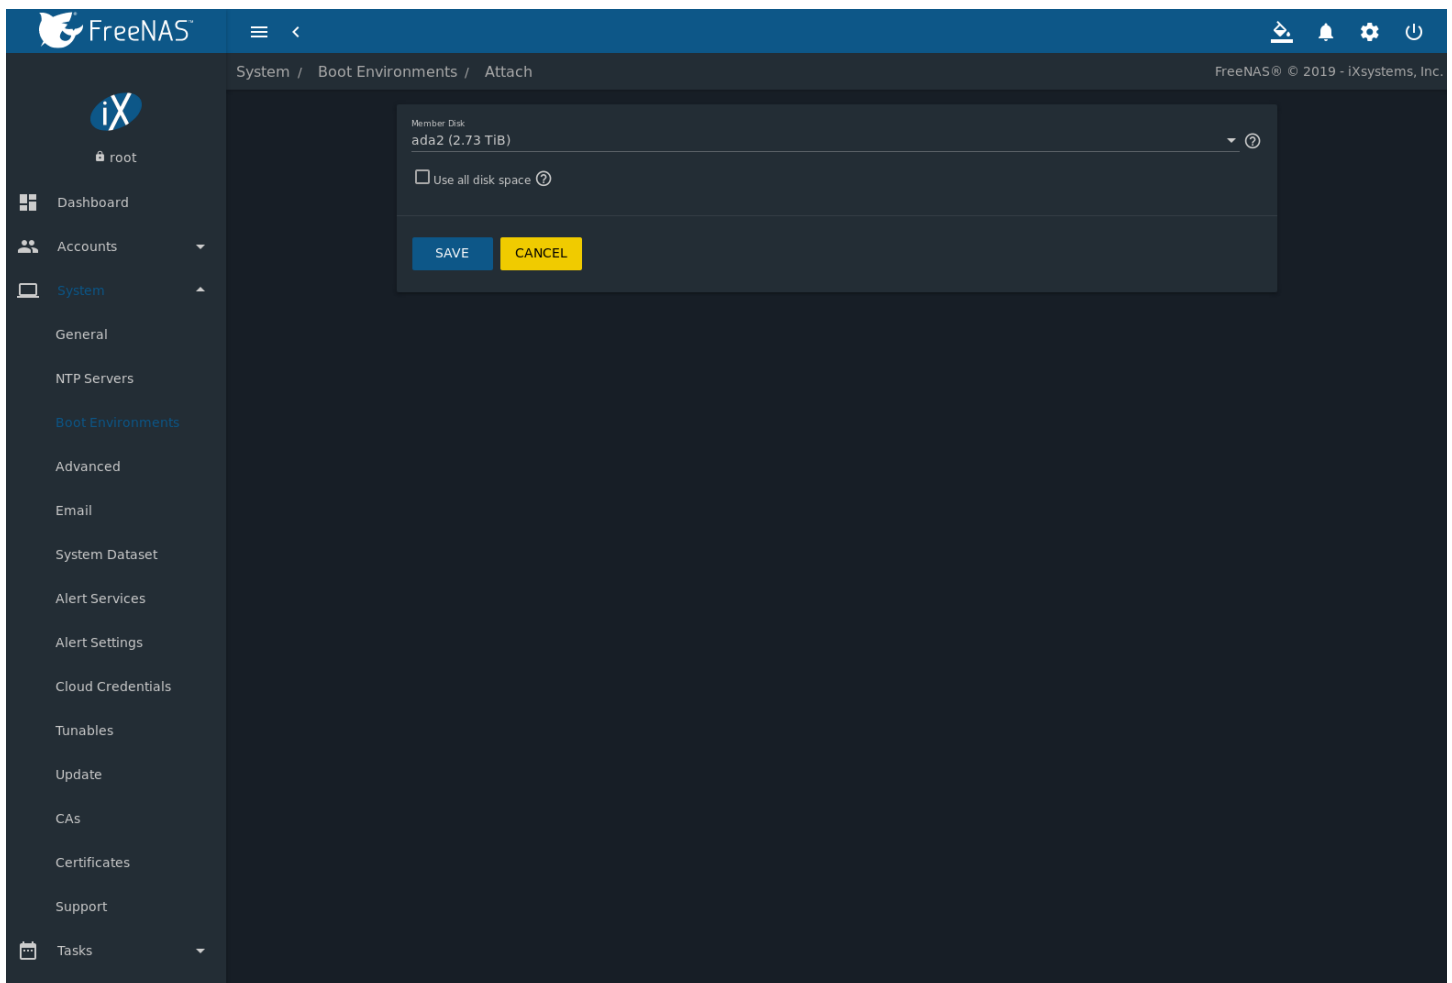 FreeNAS™
System / Boot Environments / Attach
FreeNAS® © 2019 - iXsystems, Inc.
iX
root
Dashboard
Accounts
System
General
NTP Servers
Boot Environments
Advanced
Email
System Dataset
Alert Services
Alert Settings
Cloud Credentials
Tunables
Update
CAs
Certificates
Support
Tasks
Member Disk
ada2 (2.73 TiB)
Use all disk space
SAVE CANCEL